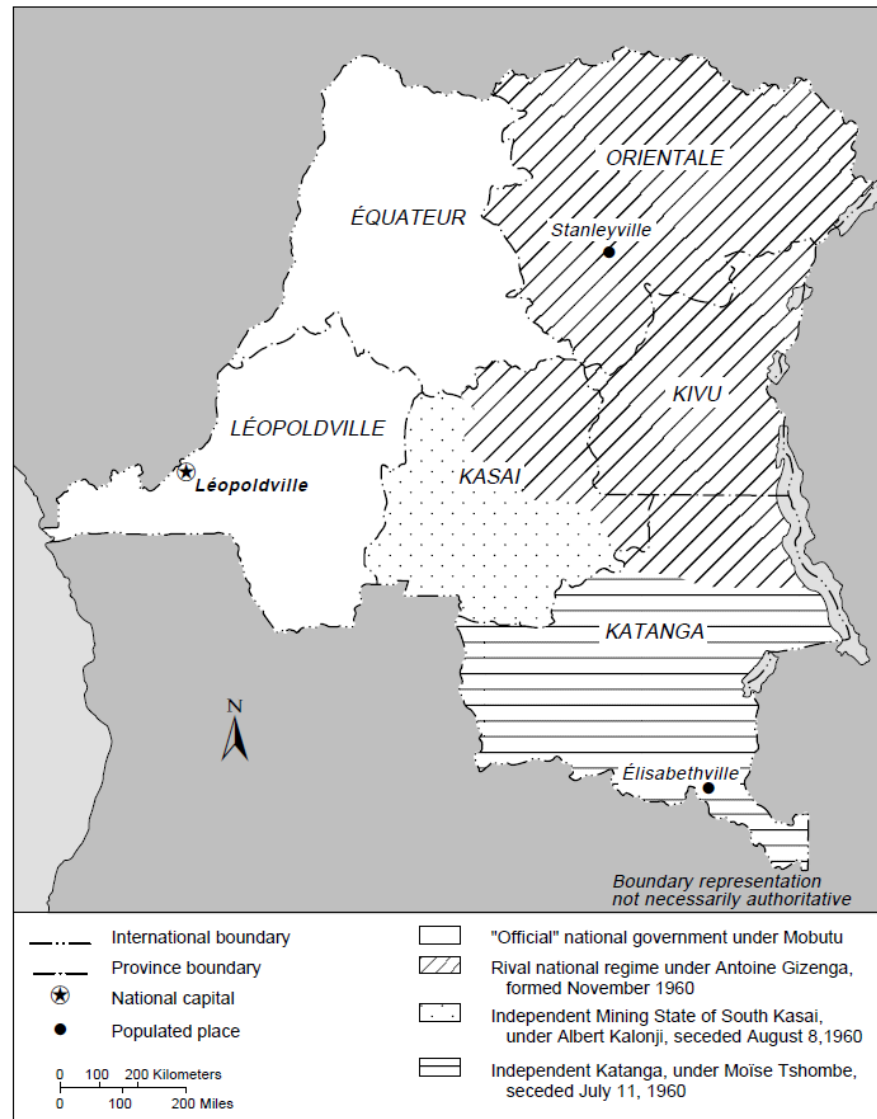 ORIENTALE
ÉQUATEUR
Stanleyville
KIVU
LÉOPOLDVILLE
KASAI
Léopoldville
KATANGA
N
Élisabethville
Boundary representation
not necessarily authoritative
International boundary
Province boundary
National capital
Populated place
0 100 200 Kilometers
0 100 200 Miles
"Official" national government under Mobutu
Rival national regime under Antoine Gizenga,
formed November 1960
Independent Mining State of South Kasai,
under Albert Kalonji, seceded August 8,1960
Independent Katanga, under Moïse Tshombe,
seceded July 11, 1960